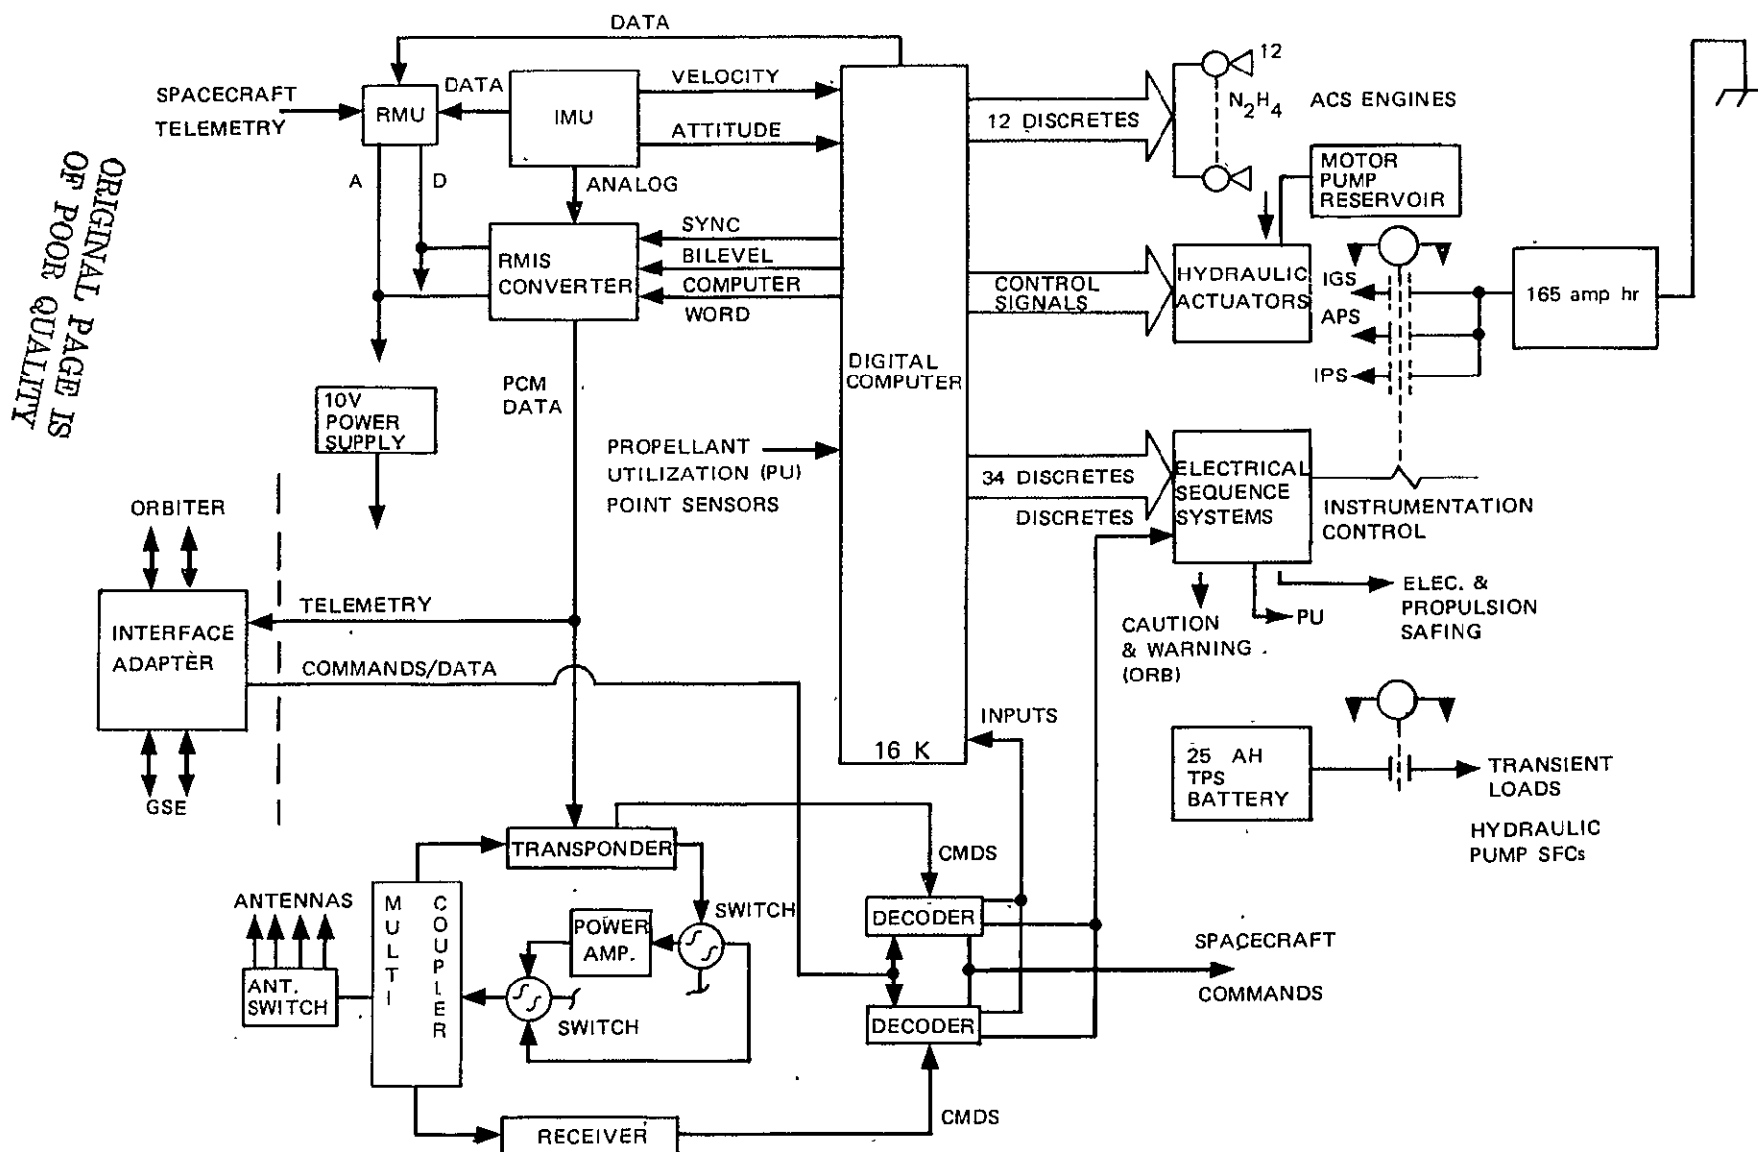 DATA
SPACECRAFT
TELEMETRY
RMU
DATA
IMU
VELOCITY
ATTITUDE
12 DISCRETES
12
N2H4
ACS ENGINES
MOTOR
PUMP
RESERVOIR
ORIGINAL PAGE IS
OF POOR QUALITY
A
D
ANALOG
RMIS
CONVERTER
SYNC
BILEVEL
COMPUTER
WORD
CONTROL
SIGNALS
HYDRAULIC
ACTUATORS
IGS
APS
IPS
165 amp hr
10V
POWER
SUPPLY
PCM
DATA
DIGITAL
COMPUTER
16 K
PROPELLANT
UTILIZATION (PU)
POINT SENSORS
34 DISCRETES
DISCRETES
ELECTRICAL
SEQUENCE
SYSTEMS
INSTRUMENTATION
CONTROL
ORBITER
INTERFACE
ADAPTER
GSE
TELEMETRY
COMMANDS/DATA
CAUTION
& WARNING
(ORB)
PU
ELEC. &
PROPULSION
SAFING
INPUTS
25 AH
TPS
BATTERY
TRANSIENT
LOADS
HYDRAULIC
PUMP SFCs
TRANSPONDER
CMDS
ANTENNAS
ANT.
SWITCH
MULTI
COUPLER
POWER
AMP.
SWITCH
SWITCH
DECODER
DECODER
SPACECRAFT
COMMANDS
RECEIVER
CMDS